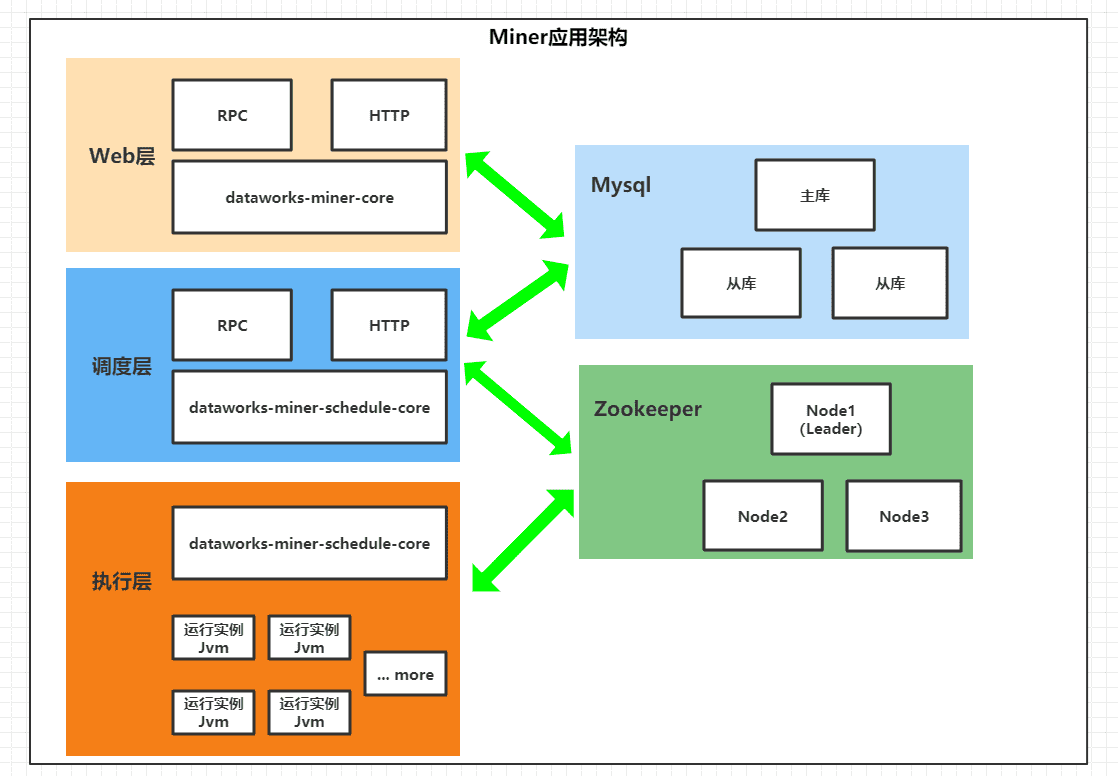 Miner应用架构
Web层
RPC
HTTP
dataworks-miner-core
调度层
RPC
HTTP
dataworks-miner-schedule-core
执行层
dataworks-miner-schedule-core
运行实例
Jvm
运行实例
Jvm
运行实例
Jvm
运行实例
Jvm
... more
Mysql
主库
从库
从库
Zookeeper
Node1
(Leader)
Node2
Node3